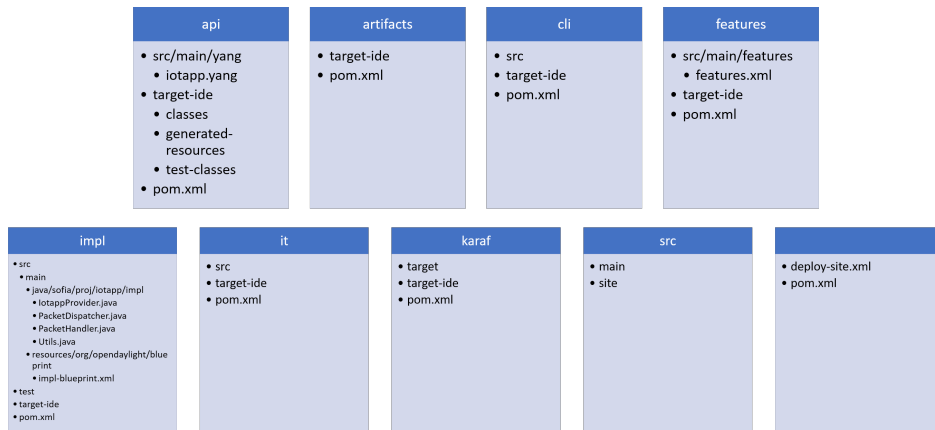 api
• src/main/yang
• iotapp.yang
• target-ide
• classes
• generated-
resources
• test-classes
• pom.xml
artifacts
• target-ide
• pom.xml
cli
• src
• target-ide
• pom.xml
features
• src/main/features
• features.xml
• target-ide
• pom.xml
impl
• src
• main
• java/sofia/proj/iotapp/impl
• IotappProvider.java
• PacketDispatcher.java
• PacketHandler.java
• Utils.java
• resources/org/opendaylight/blue
print
• impl-blueprint.xml
• test
• target-ide
• pom.xml
it
• src
• target-ide
• pom.xml
karaf
• target
• target-ide
• pom.xml
src
• main
• site
• deploy-site.xml
• pom.xml